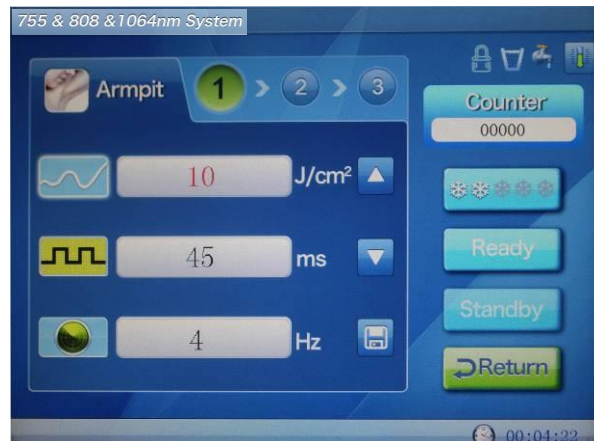 755 & 808 &1064nm System
Armpit 1 > 2 > 3
Counter
00000
10 J/cm²
45 ms
Ready
4 Hz
Standby
Return
00:04:22